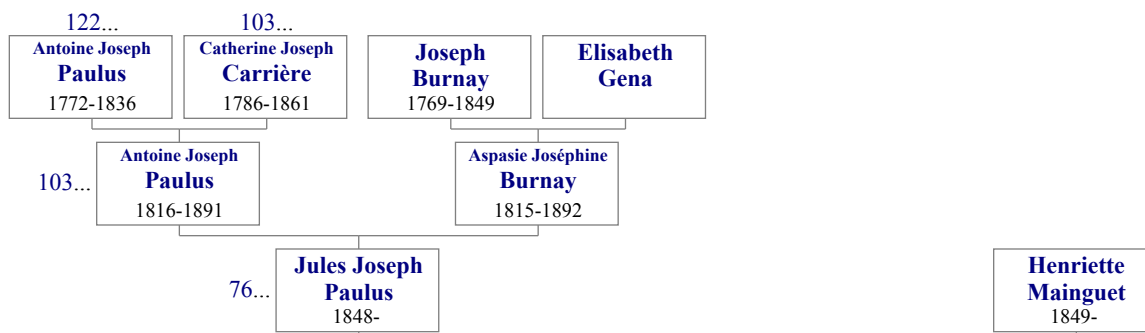 122...
103...
Antoine Joseph
Paulus
1772-1836
Catherine Joseph
Carrière
1786-1861
Joseph
Burnay
1769-1849
Elisabeth
Gena
103...
Antoine Joseph
Paulus
1816-1891
Aspasie Joséphine
Burnay
1815-1892
76...
Jules Joseph
Paulus
1848-
Henriette
Mainguet
1849-